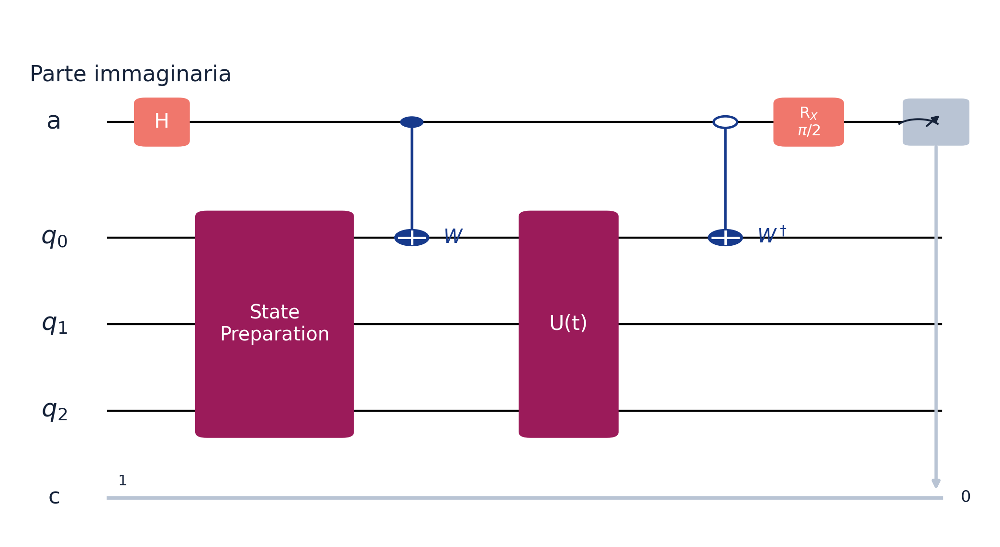 Parte immaginaria
a
H
R_X
π/2
q_0
W
W^†
State
Preparation
U(t)
q_1
q_2
1
c
0